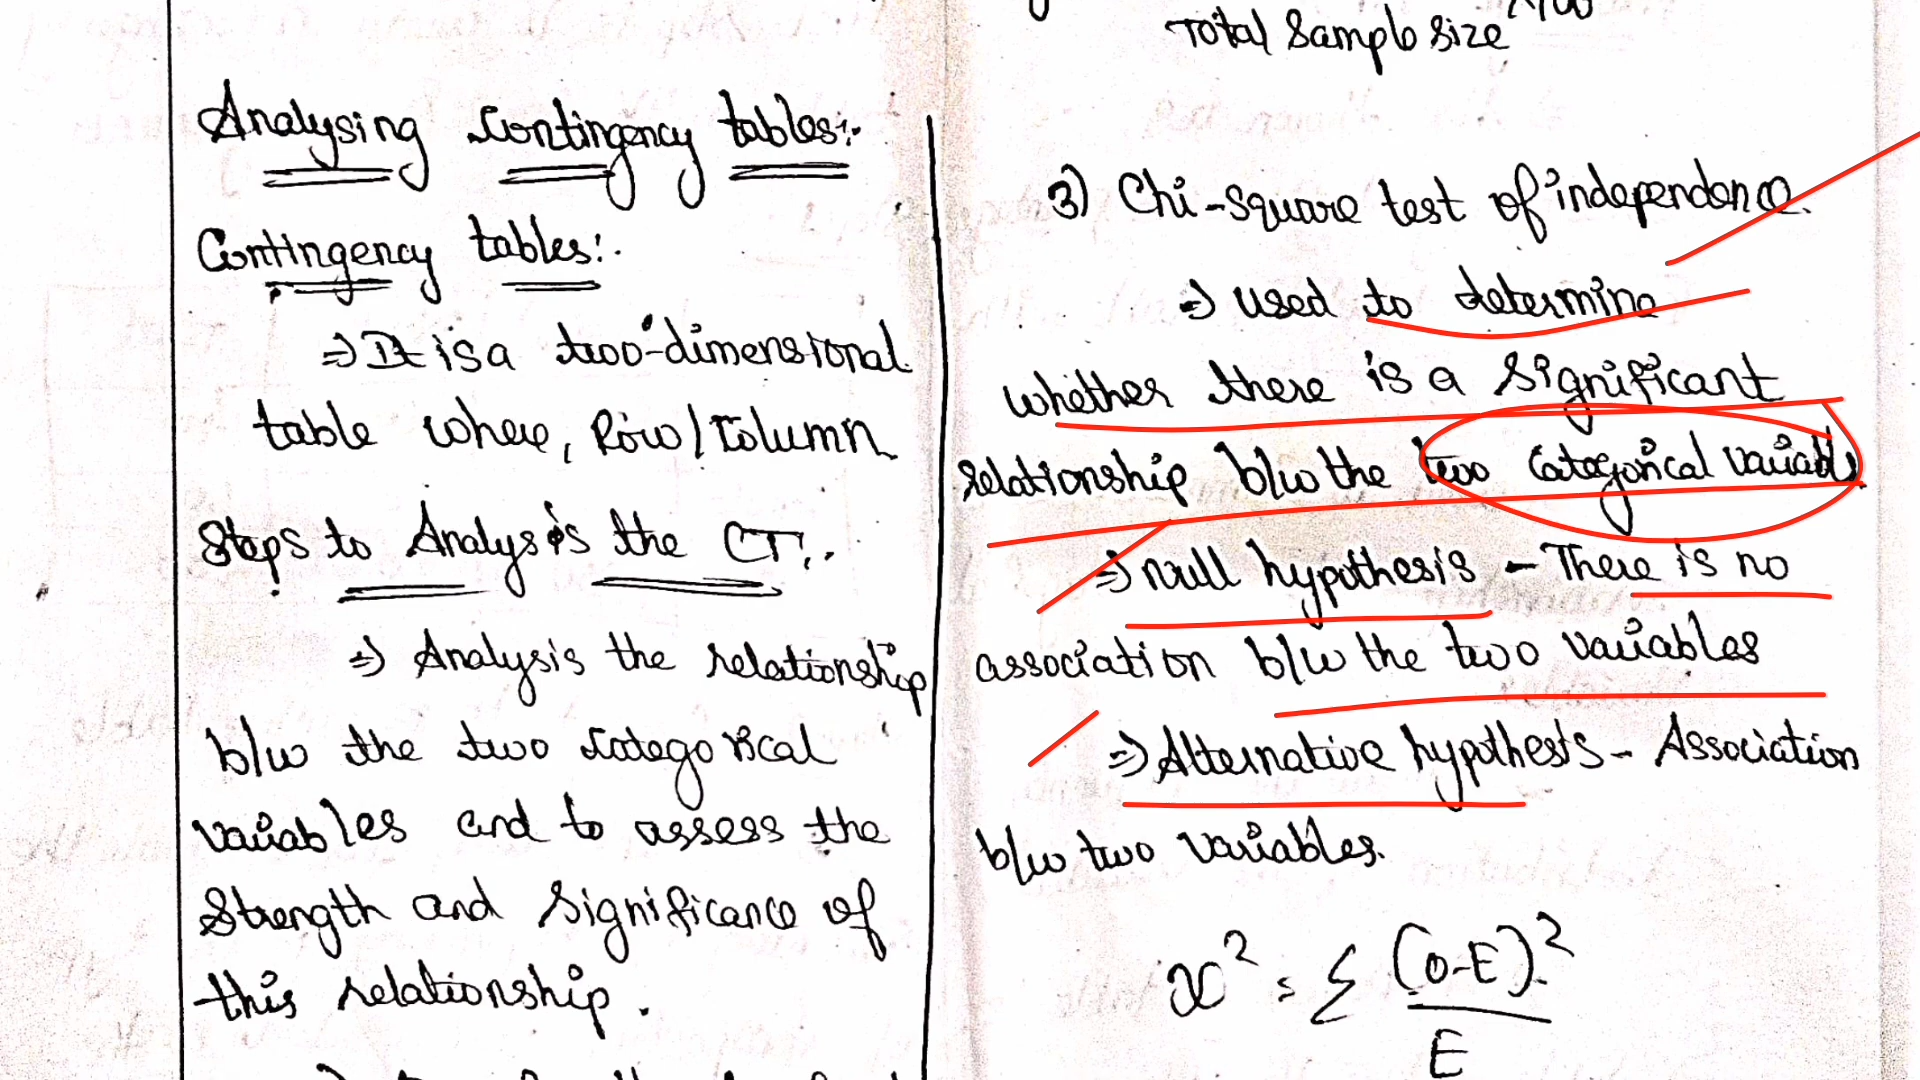 Analysing Contingency tables:-
Contingency tables:-
⇒ It is a two-dimensional
table where, Row/Column
Steps to Analysis the CT:-
⇒ Analysis the relationship
b/w the two categorical
variables and to assess the
strength and significance of
this relationship.
Total Sample size ×100
3) Chi-square test of independence.
⇒ used to determine
whether there is a significant
relationship b/w the two categorical variable
⇒ null hypothesis - There is no
association b/w the two variables
⇒ Alternative hypothesis - Association
b/w two variables.
x² = Σ (O-E)²
E